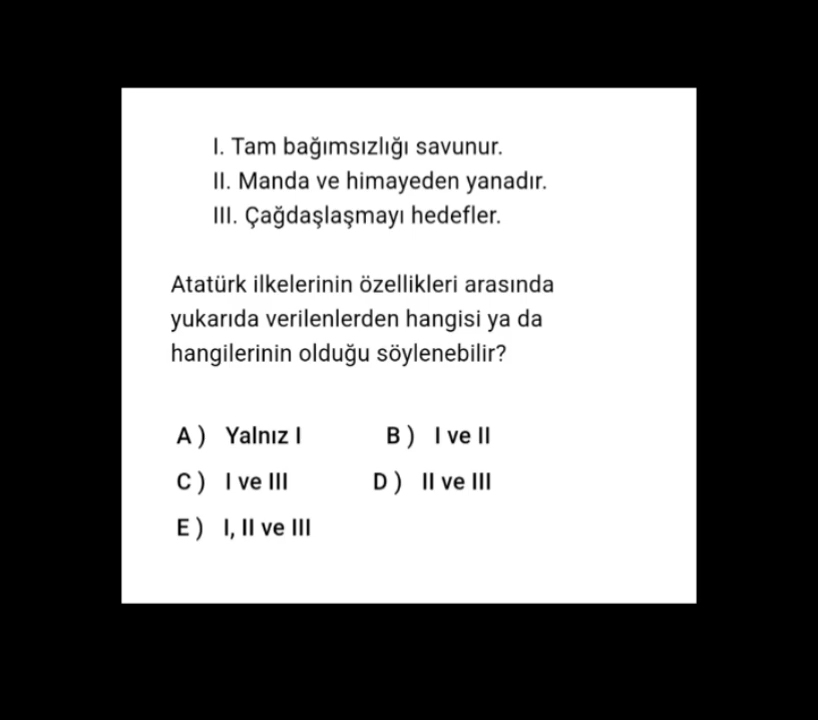 I. Tam bağımsızlığı savunur.
II. Manda ve himayeden yanadır.
III. Çağdaşlaşmayı hedefler.
Atatürk ilkelerinin özellikleri arasında
yukarıda verilenlerden hangisi ya da
hangilerinin olduğu söylenebilir?
A) Yalnız I B) I ve II
C) I ve III D) II ve III
E) I, II ve III